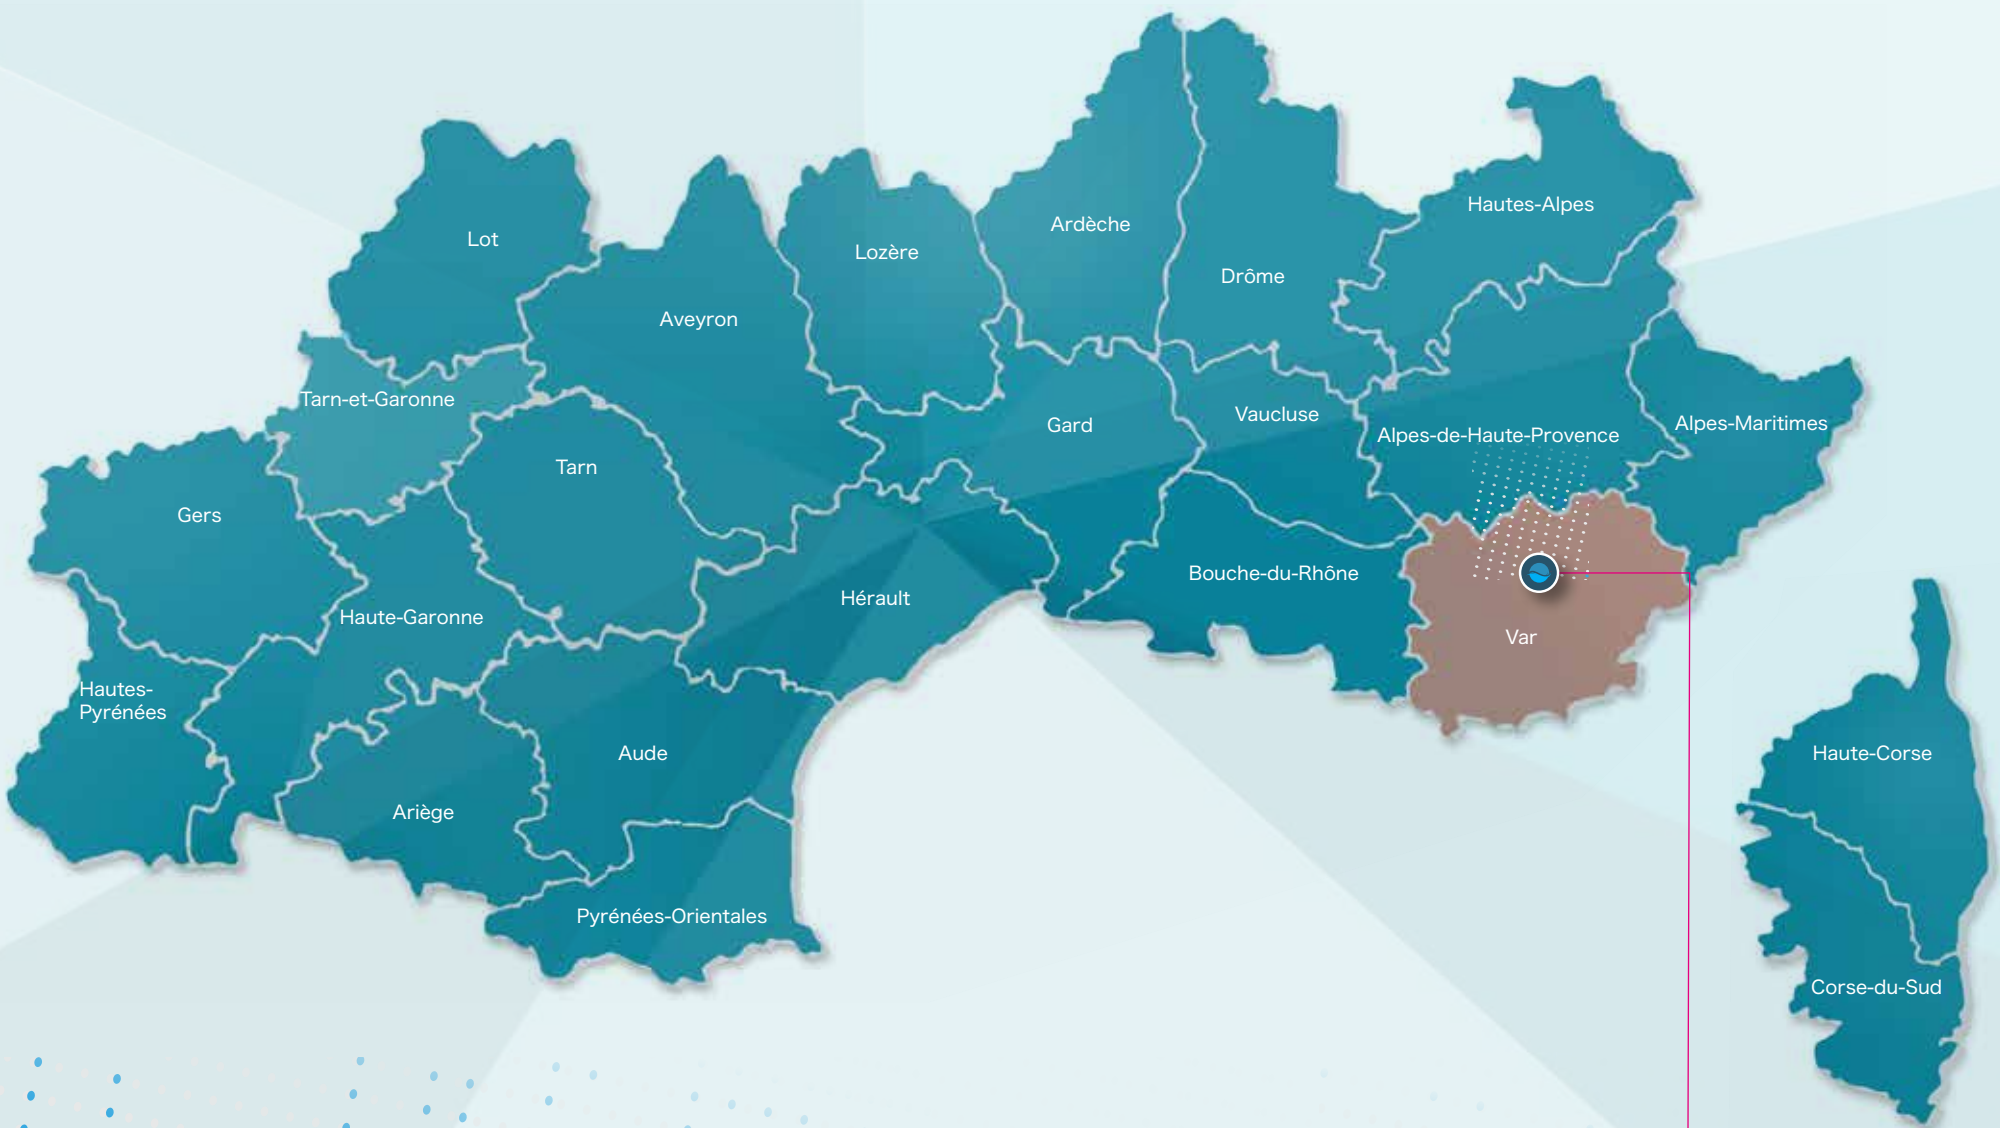 Hautes-Alpes
Ardèche
Lot
Lozère
Drôme
Aveyron
Tarn-et-Garonne
Vaucluse
Gard
Alpes-Maritimes
Alpes-de-Haute-Provence
Tarn
Gers
Bouche-du-Rhône
Hérault
Haute-Garonne
Var
Hautes-
Pyrénées
Aude
Haute-Corse
Ariège
Pyrénées-Orientales
Corse-du-Sud